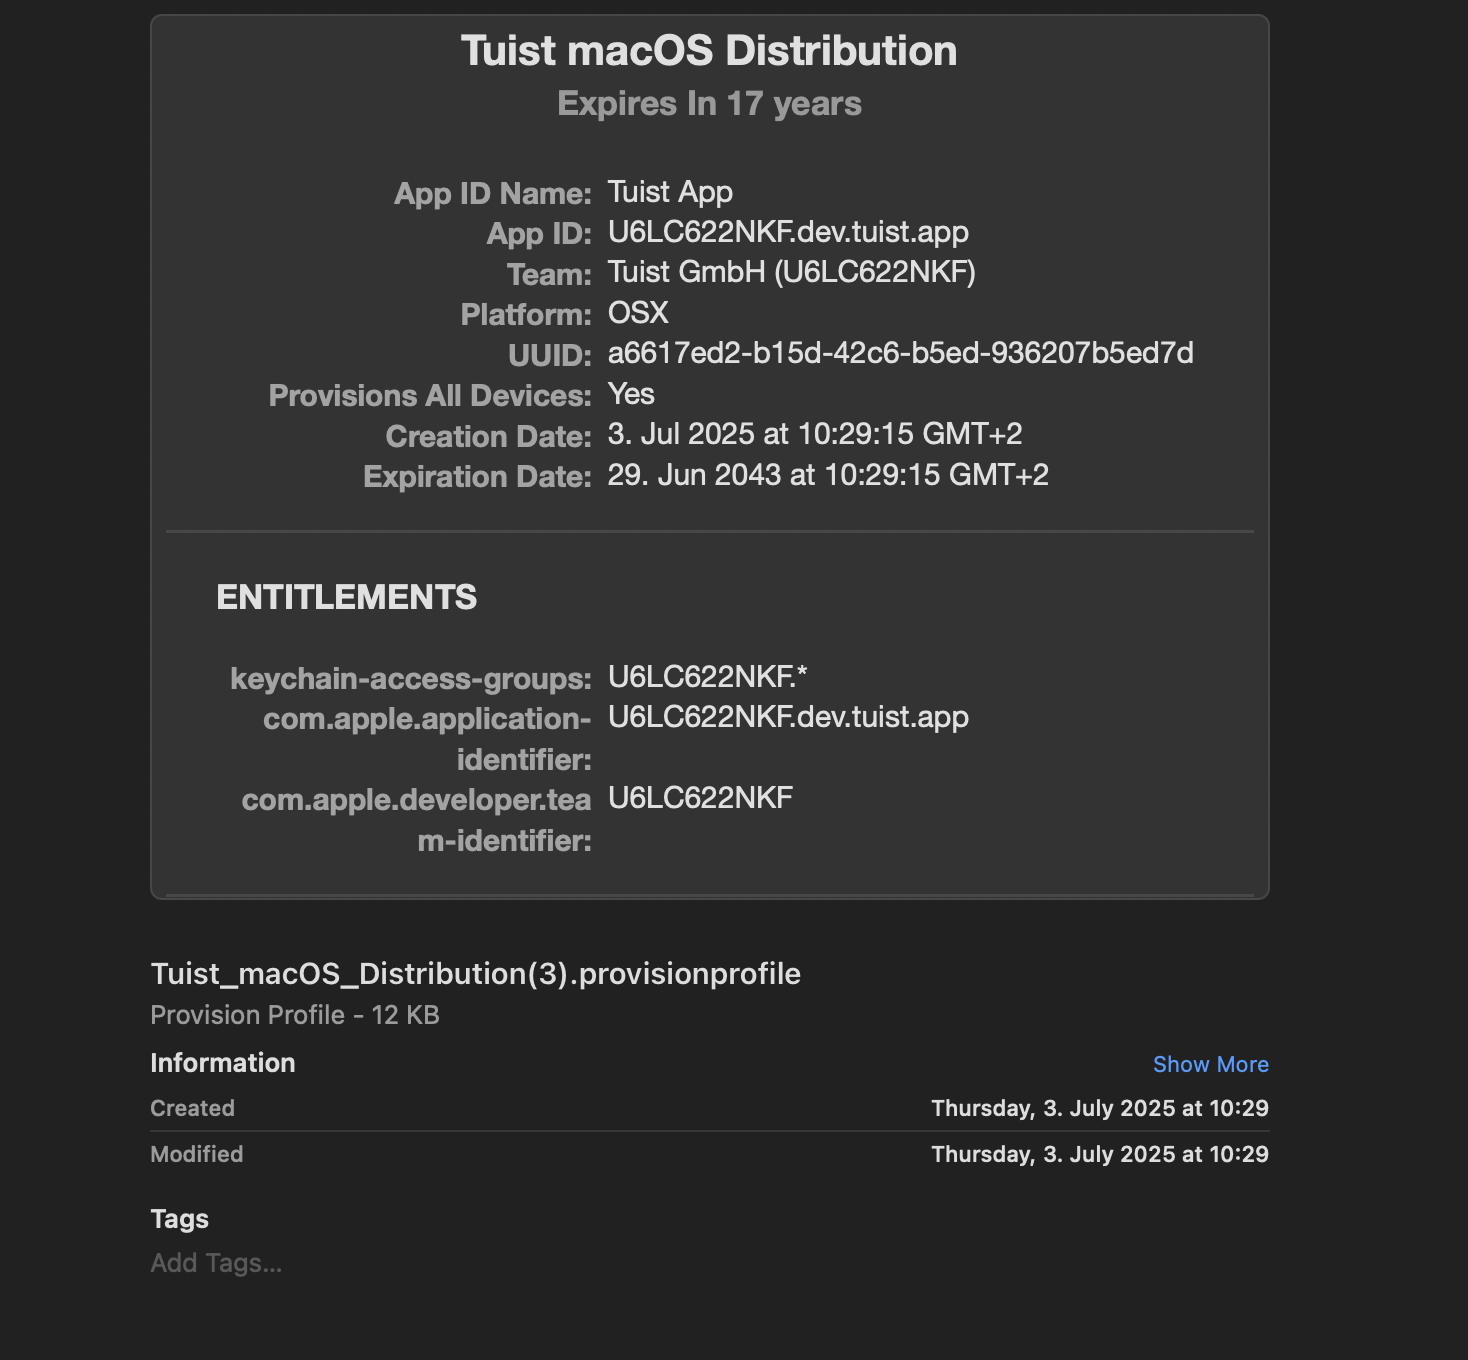 Tuist macOS Distribution
Expires In 17 years
App ID Name: Tuist App
App ID: U6LC622NKF.dev.tuist.app
Team: Tuist GmbH (U6LC622NKF)
Platform: OSX
UUID: a6617ed2-b15d-42c6-b5ed-936207b5ed7d
Provisions All Devices: Yes
Creation Date: 3. Jul 2025 at 10:29:15 GMT+2
Expiration Date: 29. Jun 2043 at 10:29:15 GMT+2
ENTITLEMENTS
keychain-access-groups: U6LC622NKF.*
com.apple.application- U6LC622NKF.dev.tuist.app
identifier:
com.apple.developer.tea U6LC622NKF
m-identifier:
Tuist_macOS_Distribution(3).provisionprofile
Provision Profile - 12 KB
Information Show More
Created Thursday, 3. July 2025 at 10:29
Modified Thursday, 3. July 2025 at 10:29
Tags
Add Tags...